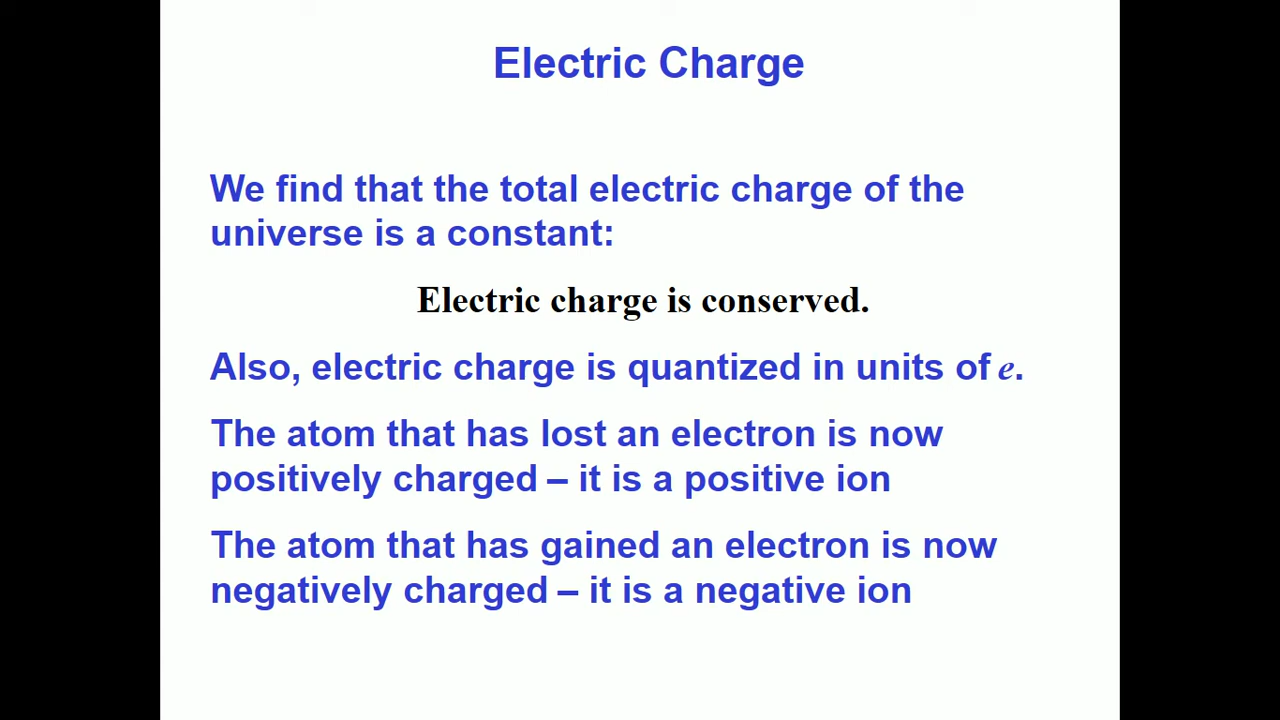 Electric Charge
We find that the total electric charge of the
universe is a constant:
Electric charge is conserved.
Also, electric charge is quantized in units of e.
The atom that has lost an electron is now
positively charged – it is a positive ion
The atom that has gained an electron is now
negatively charged – it is a negative ion